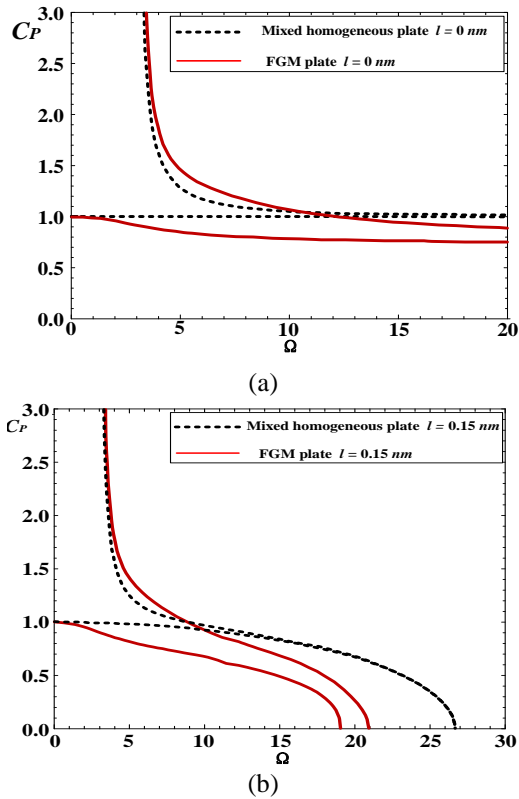 C_P
3.0
Mixed homogeneous plate l = 0 nm
FGM plate l = 0 nm
2.5
2.0
1.5
1.0
0.5
0.0
0 5 10 15 20
Ω
(a)
C_P
3.0
Mixed homogeneous plate l = 0.15 nm
FGM plate l = 0.15 nm
2.5
2.0
1.5
1.0
0.5
0.0
0 5 10 15 20 25 30
Ω
(b)